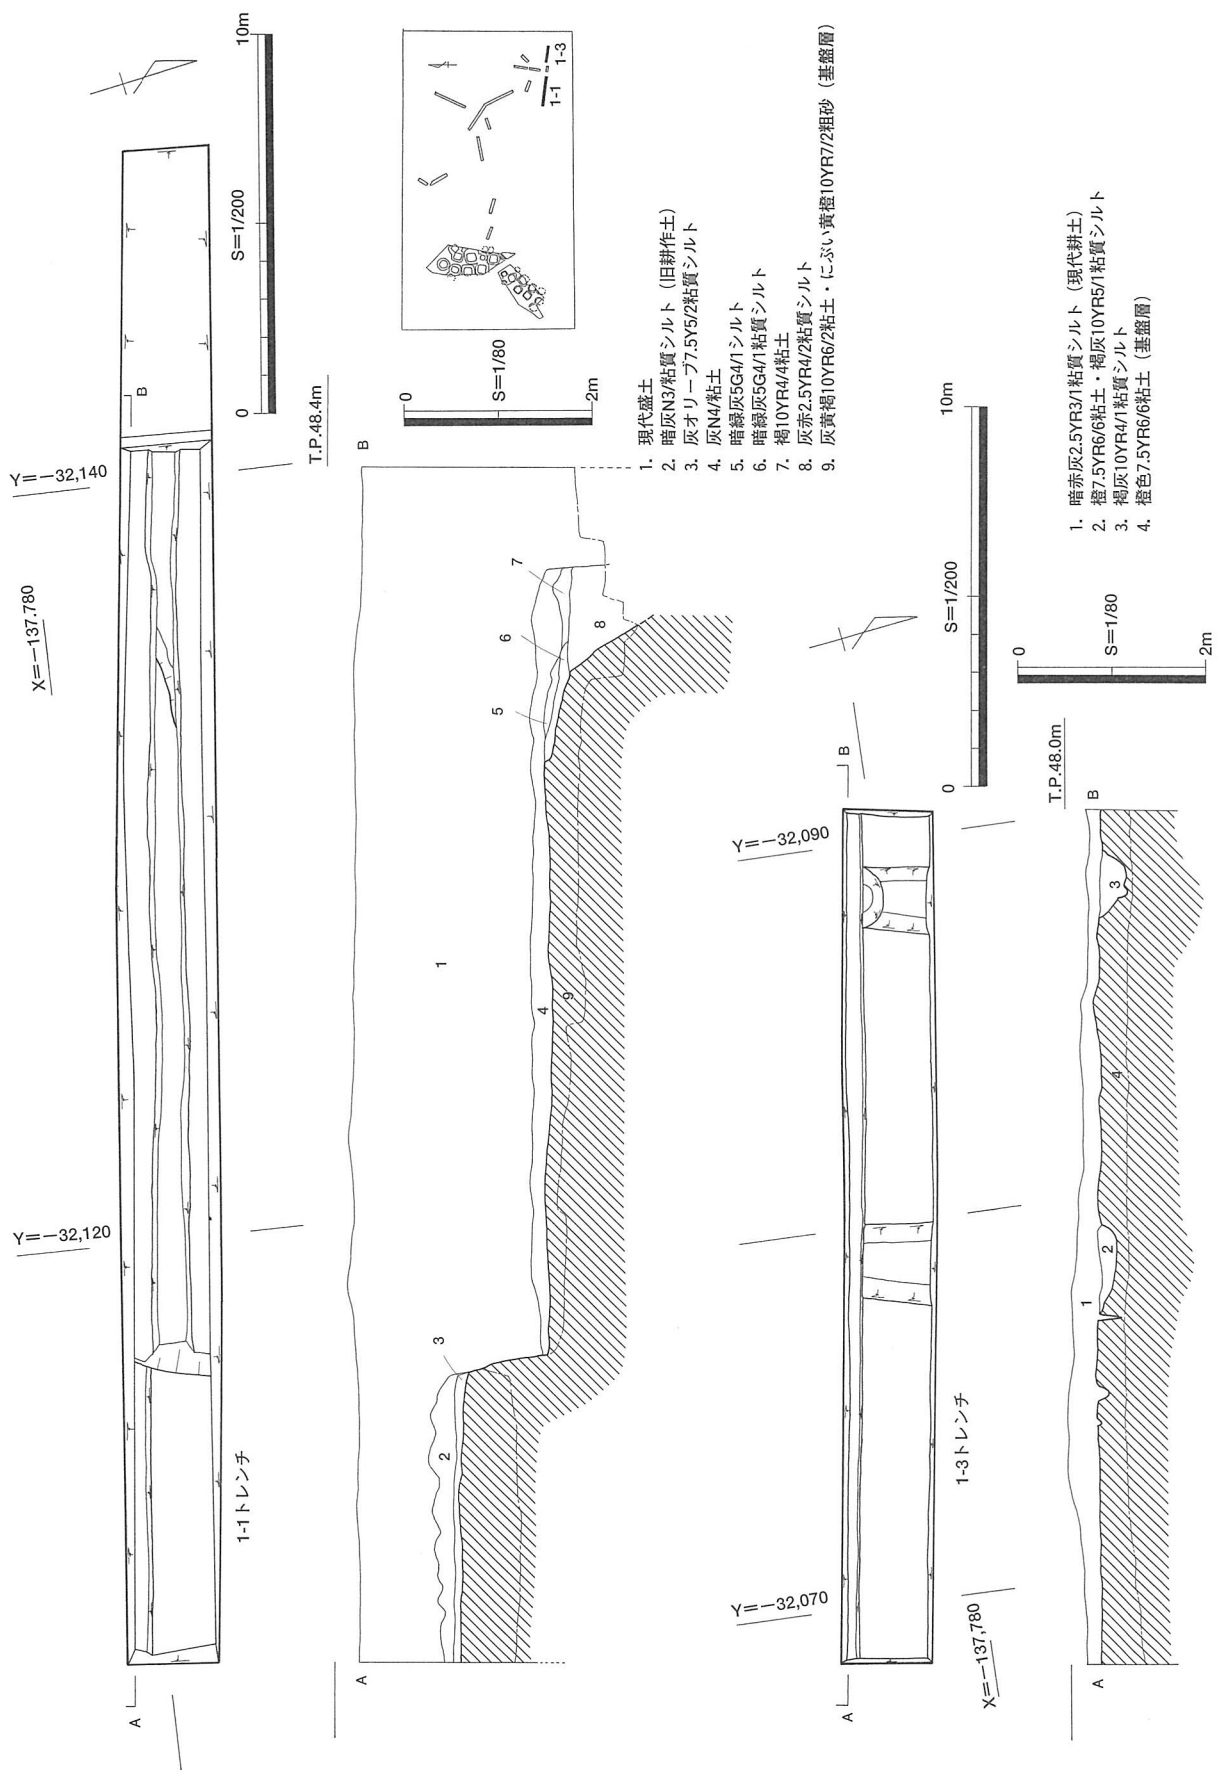 1-1トレンチ
Y=－32,120
X=－137.780
Y=－32,140
A
B
0
S=1/200
10m
T.P.48.4m
A
B
1
2
3
4
5
6
7
8
9
0
S=1/80
2m
1-1
1-3
1. 現代盛土
2. 暗灰N3/粘質シルト（旧耕作土）
3. 灰オリーブ7.5Y5/2粘質シルト
4. 灰N4/粘土
5. 暗緑灰5G4/1シルト
6. 暗緑灰5G4/1粘質シルト
7. 褐10YR4/4粘土
8. 灰赤2.5YR4/2粘質シルト
9. 灰黄褐10YR6/2粘土・にぶい黄橙10YR7/2粗砂（基盤層）
1-3トレンチ
X=－137,780
Y=－32,070
Y=－32,090
A
B
0
S=1/200
10m
T.P.48.0m
A
B
1
2
3
4
0
S=1/80
2m
1. 暗赤灰2.5YR3/1粘質シルト（現代耕土）
2. 橙7.5YR6/6粘土・褐灰10YR5/1粘質シルト
3. 褐灰10YR4/1粘質シルト
4. 橙色7.5YR6/6粘土（基盤層）